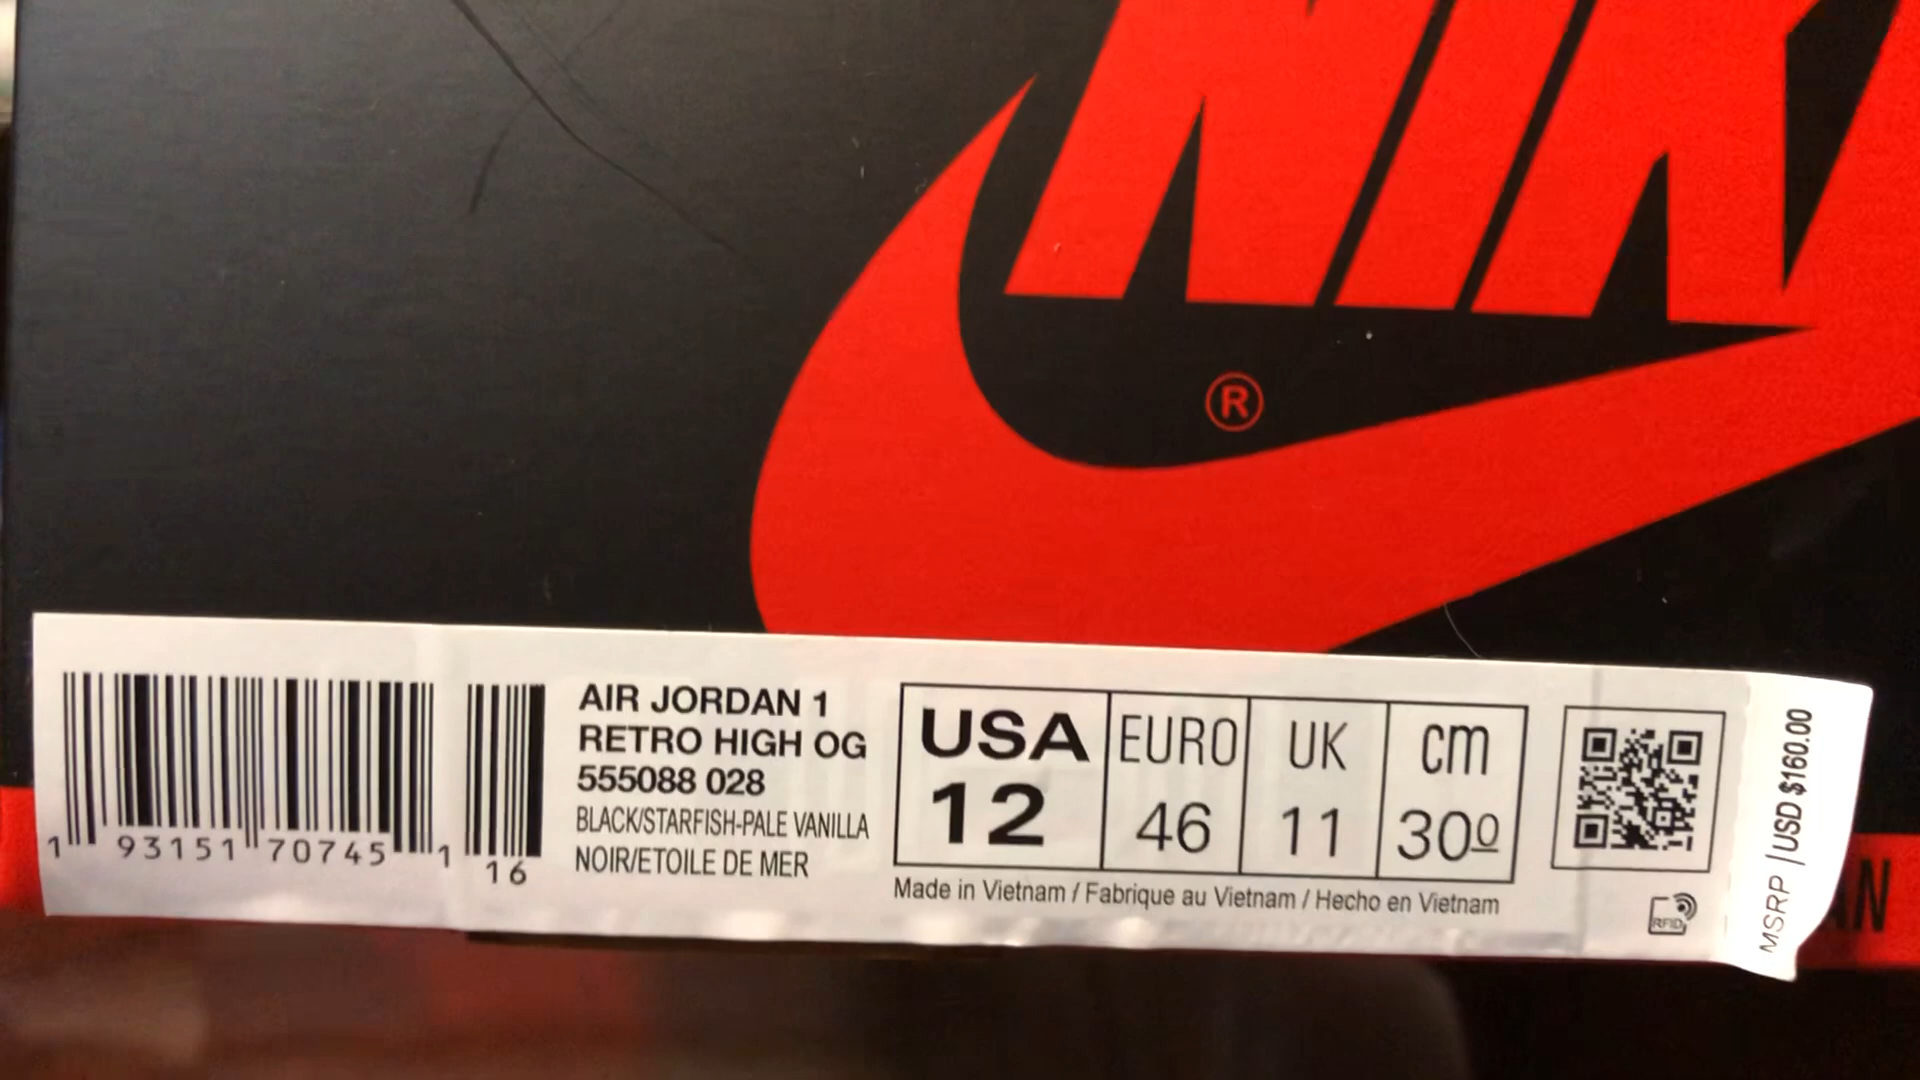 NIK
®
AIR JORDAN 1
RETRO HIGH OG
555088 028
BLACK/STARFISH-PALE VANILLA
NOIR/ETOILE DE MER
1 93151 70745 1 16
USA EURO UK cm
12 46 11 30º
Made in Vietnam / Fabrique au Vietnam / Hecho en Vietnam
RFID
MSRP | USD $160.00
AN